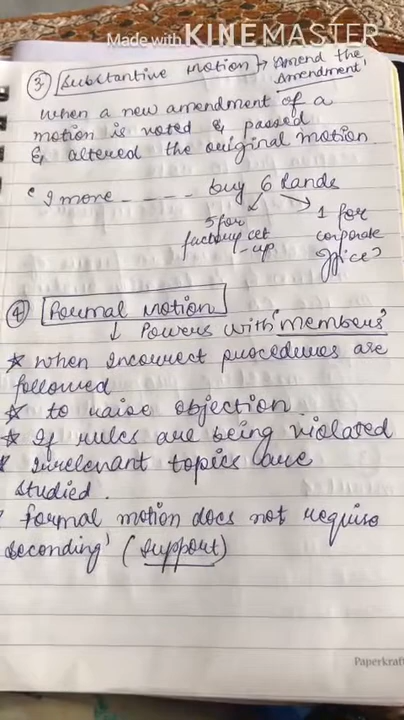 Made with KINEMASTER
③ Substantive Motion → Amend the Amendment'
when a new amendment of a
motion is voted & passed
& altered the original motion.
"I move _ _ _ _ buy 6 lands
5 for factory set -up
1 for corporate office"
④ Formal Motion
↓ Powers with 'members'
★ when incorrect procedures are
followed
★ to raise objection.
★ If rules are being violated
★ irrelevant topics are
studied.
formal motion does not require
seconding' (support)
Paperkraf